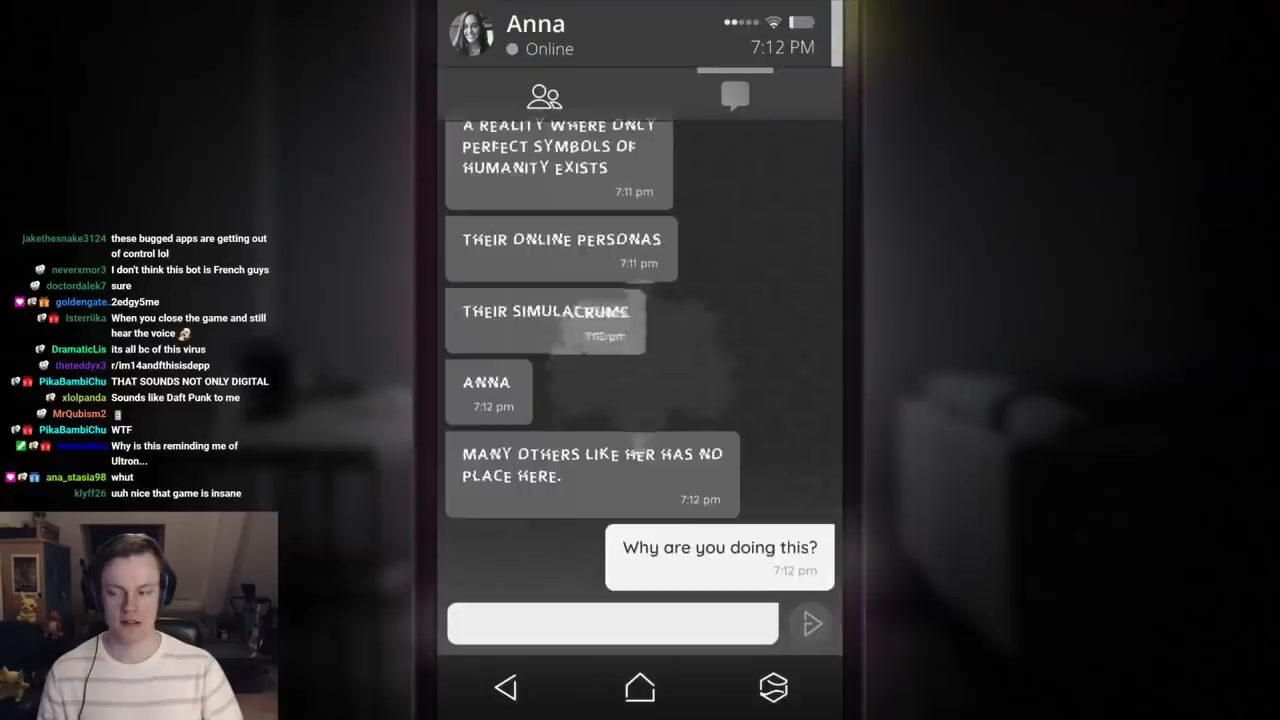 Anna
Online
7:12 PM
A REALITY WHERE ONLY
PERFECT SYMBOLS OF
HUMANITY EXISTS
7:11 pm
THEIR ONLINE PERSONAS
7:11 pm
THEIR SIMULACRUMS
7:12 pm
ANNA
7:12 pm
MANY OTHERS LIKE HER HAS NO
PLACE HERE.
7:12 pm
Why are you doing this?
7:12 pm
jakethesnake3124 these bugged apps are getting out
of control lol
neverxmor3 I don't think this bot is French guys
doctordalek7 sure
goldengate.. 2edgy5me
Isterriika When you close the game and still
hear the voice
DramaticLis its all bc of this virus
theteddyx3 r/im14andfthisisdepp
PikaBambiChu THAT SOUNDS NOT ONLY DIGITAL
xlolpanda Sounds like Daft Punk to me
MrQubism2
PikaBambiChu WTF
Why is this reminding me of
Ultron...
ana_stasia98 whut
klyff26 uuh nice that game is insane